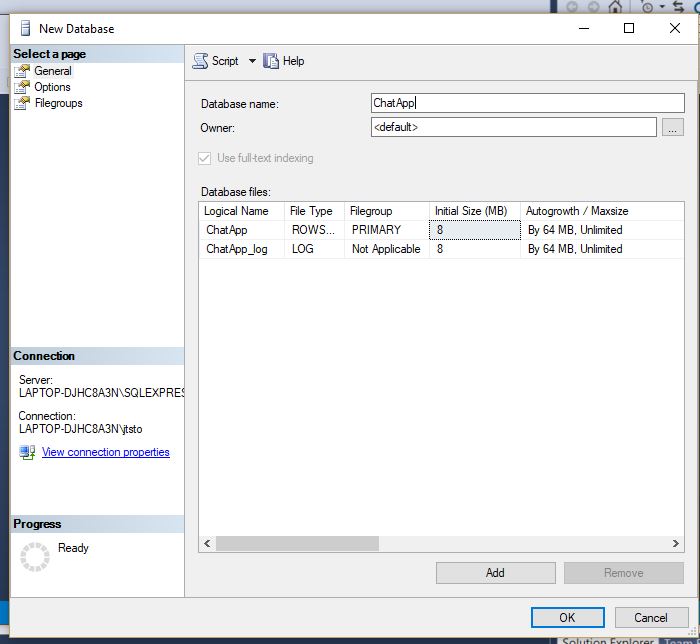 New Database
Select a page
General
Options
Filegroups
Script
Help
Database name:
ChatApp
Owner:
<default>
...
Use full-text indexing
Database files:
Logical Name File Type Filegroup Initial Size (MB) Autogrowth / Maxsize
ChatApp ROWS... PRIMARY 8 By 64 MB, Unlimited
ChatApp_log LOG Not Applicable 8 By 64 MB, Unlimited
Connection
Server:
LAPTOP-DJHC8A3N\SQLEXPRES
Connection:
LAPTOP-DJHC8A3N\jtsto
View connection properties
Progress
Ready
Add
Remove
OK
Cancel
Solution Explorer